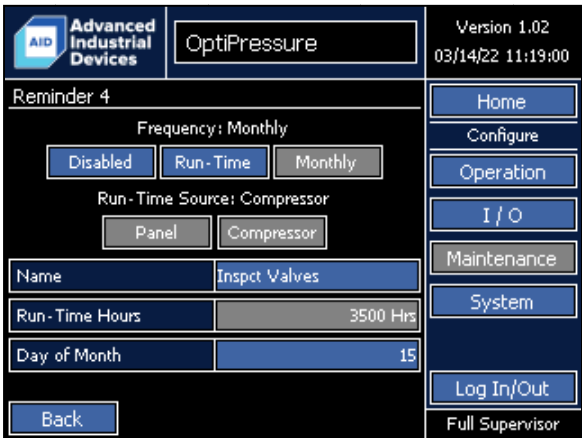 AID
Advanced
Industrial
Devices
OptiPressure
Version 1.02
03/14/22 11:19:00
Reminder 4
Frequency: Monthly
Disabled Run-Time Monthly
Run-Time Source: Compressor
Panel Compressor
Name Inspct Valves
Run-Time Hours 3500 Hrs
Day of Month 15
Back
Home
Configure
Operation
I / O
Maintenance
System
Log In/Out
Full Supervisor